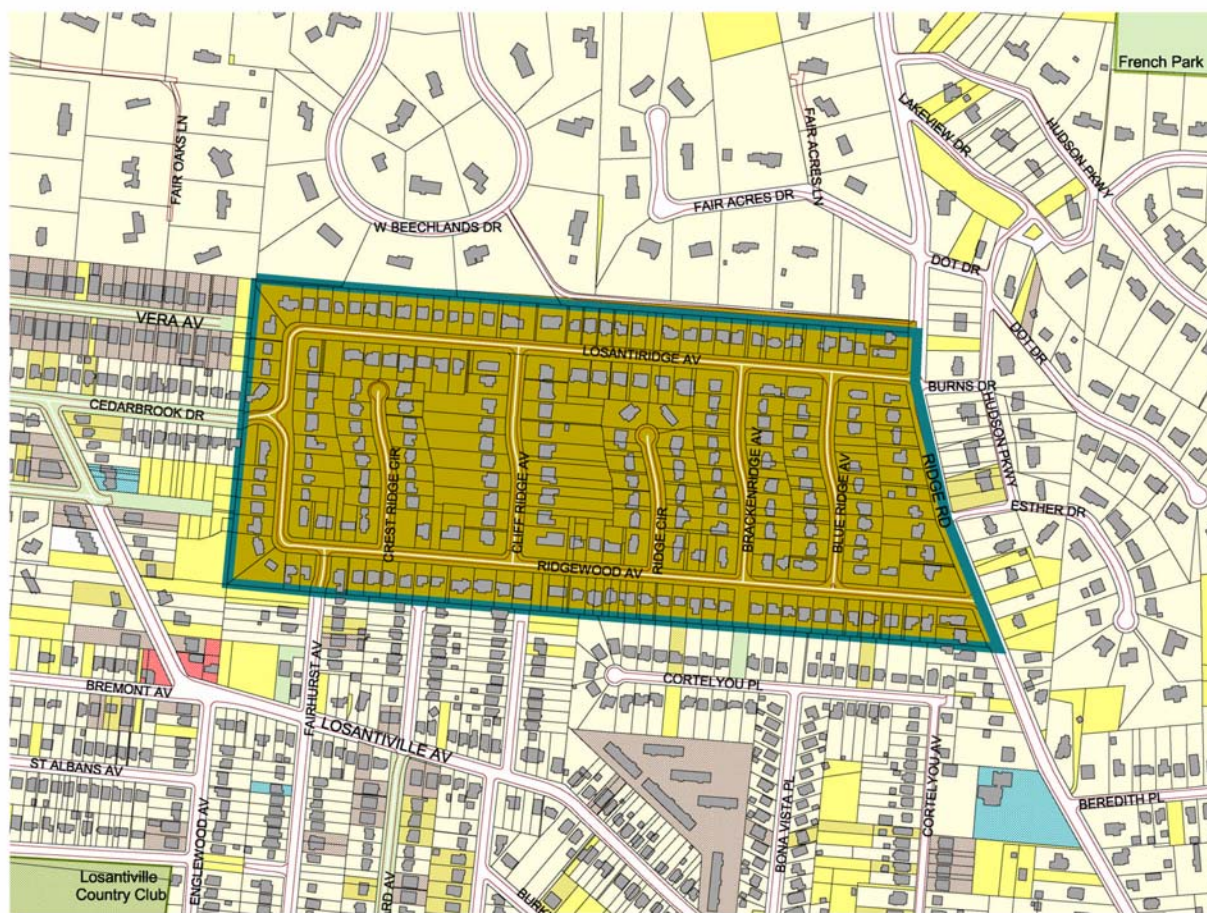 French Park
LAKEVIEW DR
HUDSON PKWY
FAIR OAKS LN
FAIR ACRES LN
FAIR ACRES DR
W BEECHLANDS DR
DOT DR
VERA AV
DOT DR
LOSANTIRIDGE AV
BURNS DR
HUDSON PKWY
CEDARBROOK DR
CREST RIDGE CIR
CLIFF RIDGE AV
RIDGE CIR
BRACKENRIDGE AV
BLUE RIDGE AV
RIDGE RD
ESTHER DR
RIDGEWOOD AV
FAIRHURST AV
BREMONT AV
CORTELYOU PL
LOSANTIVILLE AV
ST ALBANS AV
BONA VISTA PL
CORTELYOU AV
BEREDITH PL
ENGLEWOOD AV
Losantiville
Country Club
RD AV
BURK